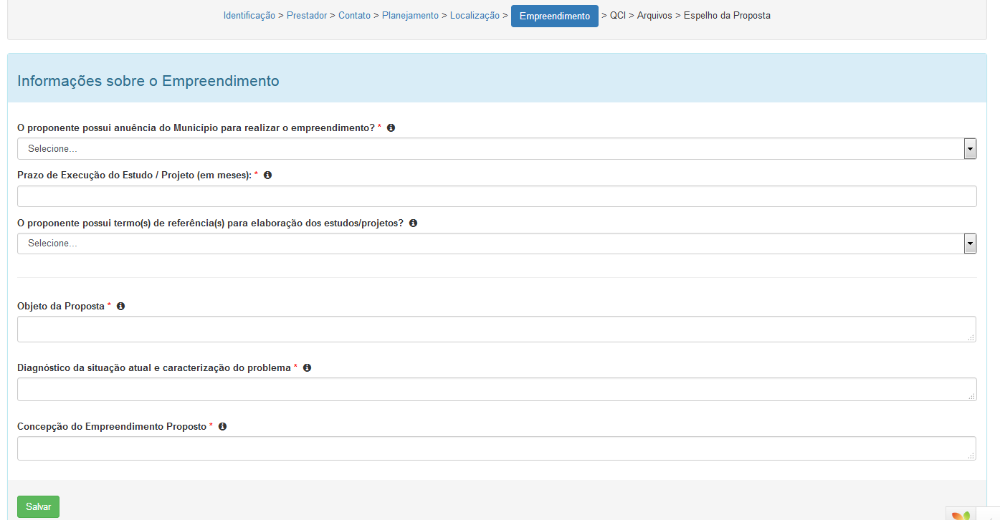 Identificação > Prestador > Contato > Planejamento > Localização > Empreendimento > QCI > Arquivos > Espelho da Proposta
Informações sobre o Empreendimento
O proponente possui anuência do Município para realizar o empreendimento? *
Selecione...
Prazo de Execução do Estudo / Projeto (em meses): *
O proponente possui termo(s) de referência(s) para elaboração dos estudos/projetos?
Selecione...
Objeto da Proposta *
Diagnóstico da situação atual e caracterização do problema *
Concepção do Empreendimento Proposto *
Salvar